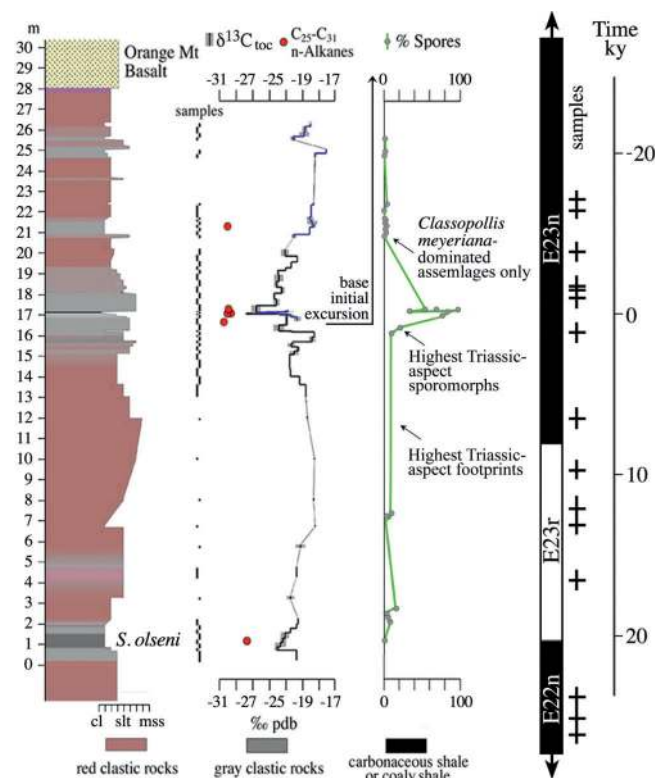 m
30
30
29
28
27
26
25
24
23
22
21
20
19
18
17
16
15
14
13
12
11
10
9
8
7
6
5
4
3
2
1
0
Orange Mt
Basalt
S. olseni
cl slt mss
red clastic rocks
samples
δ13Ctoc
C25-C31
n-Alkanes
-31 -27 -25 -23 -19 -17
-31 -27 -25 -23 -19 -17
‰ pdb
gray clastic rocks
base
initial
excursion
% Spores
0 100
Classopollis
meyeriana-
dominated
assemlages only
Highest Triassic-
aspect
sporomorphs
Highest Triassic-
aspect footprints
0 100
carbonaceous shale
or coaly shale
E23n
E23r
E22n
samples
Time
ky
-20
0
10
20